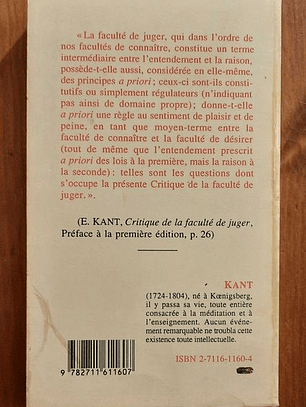 « La faculté de juger, qui dans l'ordre de
nos facultés de connaître, constitue un terme
intermédiaire entre l'entendement et la raison,
possède-t-elle aussi, considérée en elle-même,
des principes a priori ; ceux-ci sont-ils consti-
tutifs ou simplement régulateurs (n'indiquant
pas ainsi de domaine propre) ; donne-t-elle
a priori une règle au sentiment de plaisir et de
peine, en tant que moyen-terme entre la
faculté de connaître et la faculté de désirer
(tout de même que l'entendement prescrit
a priori des lois à la première, mais la raison à
la seconde) : telles sont les questions dont
s'occupe la présente Critique de la faculté de
juger. ».
(E. KANT, Critique de la faculté de juger,
Préface à la première édition, p. 26)
KANT
(1724-1804), né à Kœnigsberg,
il y passa sa vie, toute entière
consacrée à la méditation et à
l'enseignement. Aucun événe-
ment remarquable ne troubla cette
existence toute intellectuelle.
ISBN 2-7116-1160-4
9 782711 611607